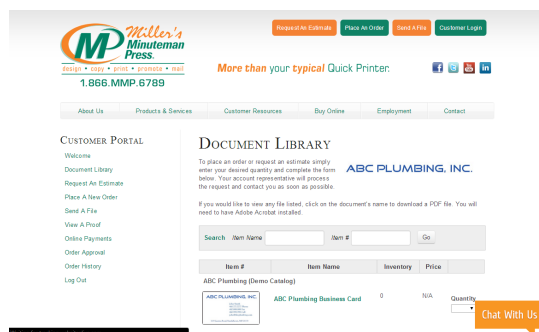 Miller's
Minuteman
Press
design • copy • print • promote • mail
1.866.MMP.6789
Request An Estimate
Place An Order
Send A File
Customer Login
More than your typical Quick Printer.
About Us
Products & Services
Customer Resources
Buy Online
Employment
Contact
CUSTOMER PORTAL
Welcome
Document Library
Request An Estimate
Place A New Order
Send A File
View A Proof
Online Payments
Order Approval
Order History
Log Out
DOCUMENT LIBRARY
To place an order or request an estimate simply
enter your desired quantity and complete the form
below. Your account representative will process
the request and contact you as soon as possible.
ABC PLUMBING, INC.
If you would like to view any file listed, click on the document's name to download a PDF file. You will
need to have Adobe Acrobat installed.
Search Item Name Item # Go
Item # Item Name Inventory Price
ABC Plumbing (Demo Catalog)
ABC PLUMBING, INC.
ABC Plumbing Business Card 0 N/A Quantity
Chat With Us